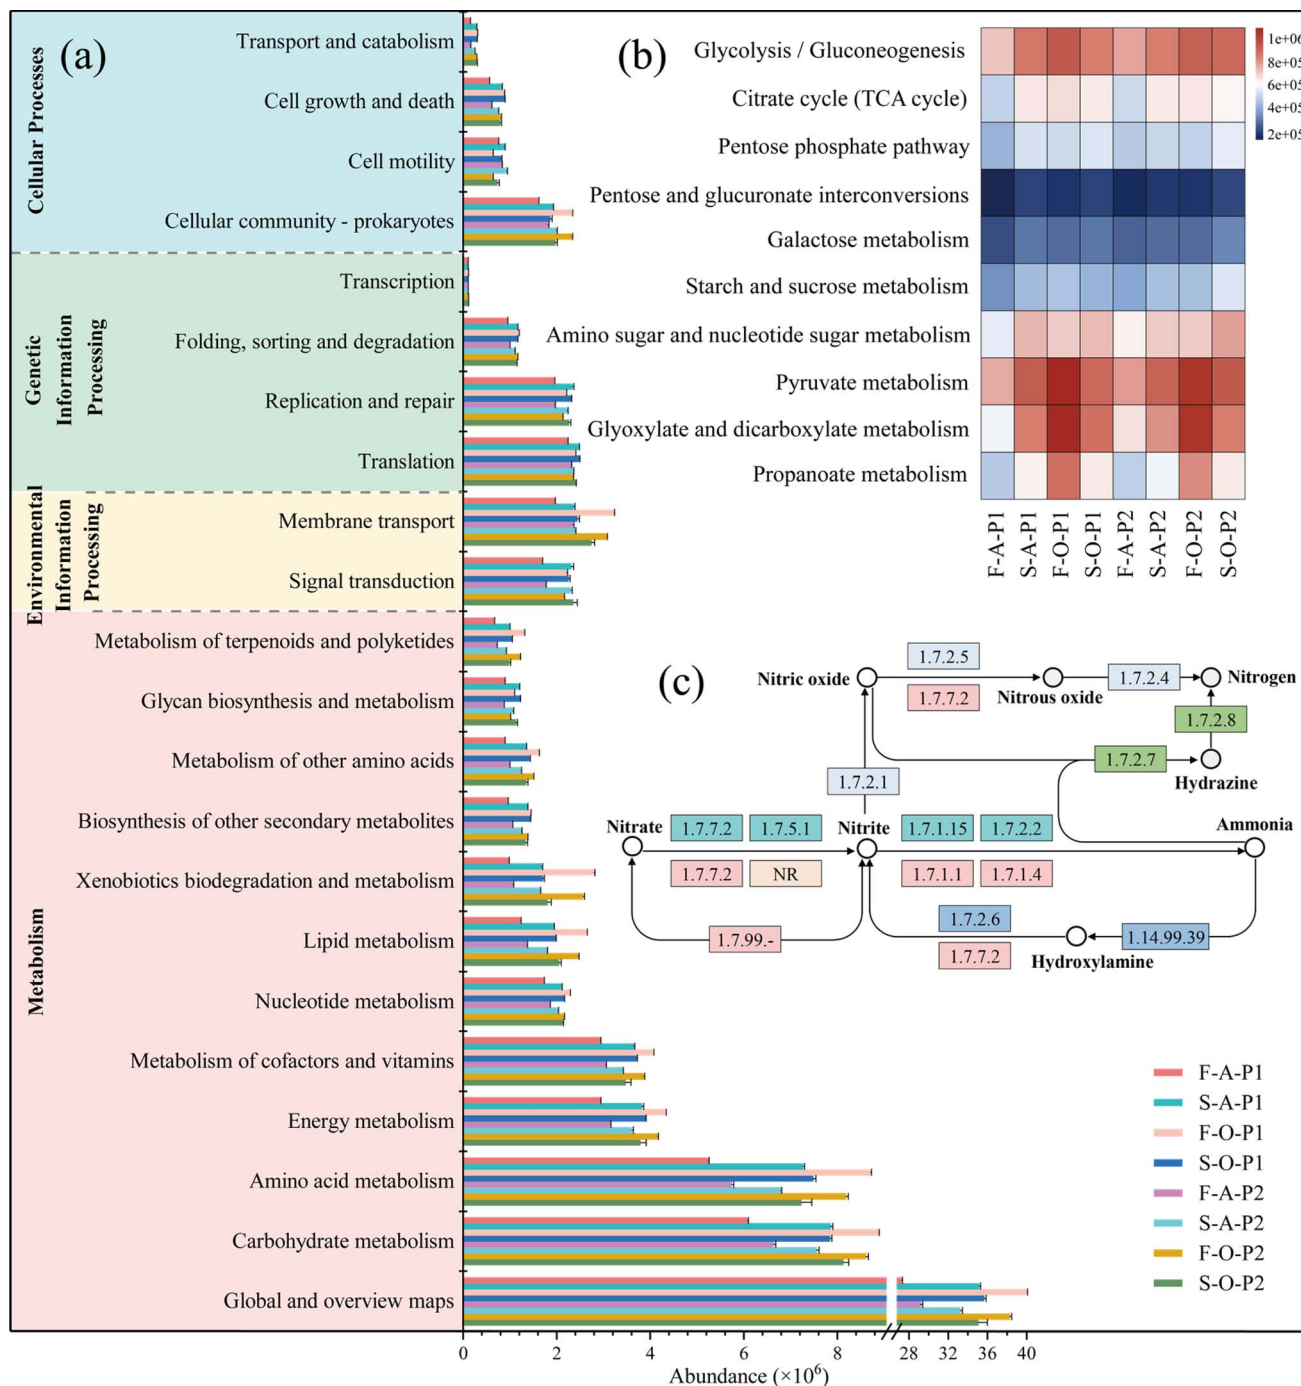 (a)
Cellular Processes
Transport and catabolism
Cell growth and death
Cell motility
Cellular community - prokaryotes
Genetic
Information
Processing
Transcription
Folding, sorting and degradation
Replication and repair
Translation
Environmental
Information
Processing
Membrane transport
Signal transduction
Metabolism
Metabolism of terpenoids and polyketides
Glycan biosynthesis and metabolism
Metabolism of other amino acids
Biosynthesis of other secondary metabolites
Xenobiotics biodegradation and metabolism
Lipid metabolism
Nucleotide metabolism
Metabolism of cofactors and vitamins
Energy metabolism
Amino acid metabolism
Carbohydrate metabolism
Global and overview maps
0 2 4 6 8 28 32 36 40
Abundance (×10⁶)
(b)
Glycolysis / Gluconeogenesis
Citrate cycle (TCA cycle)
Pentose phosphate pathway
Pentose and glucuronate interconversions
Galactose metabolism
Starch and sucrose metabolism
Amino sugar and nucleotide sugar metabolism
Pyruvate metabolism
Glyoxylate and dicarboxylate metabolism
Propanoate metabolism
F-A-P1
S-A-P1
F-O-P1
S-O-P1
F-A-P2
S-A-P2
F-O-P2
S-O-P2
1e+06
8e+05
6e+05
4e+05
2e+05
(c)
Nitric oxide
1.7.2.5
1.7.7.2
Nitrous oxide
1.7.2.4
Nitrogen
1.7.2.8
1.7.2.7
Hydrazine
1.7.2.1
Nitrate
1.7.7.2 1.7.5.1
1.7.7.2 NR
Nitrite
1.7.1.15 1.7.2.2
1.7.1.1 1.7.1.4
Ammonia
1.7.99.-
1.7.2.6
1.7.7.2
Hydroxylamine
1.14.99.39
F-A-P1
S-A-P1
F-O-P1
S-O-P1
F-A-P2
S-A-P2
F-O-P2
S-O-P2